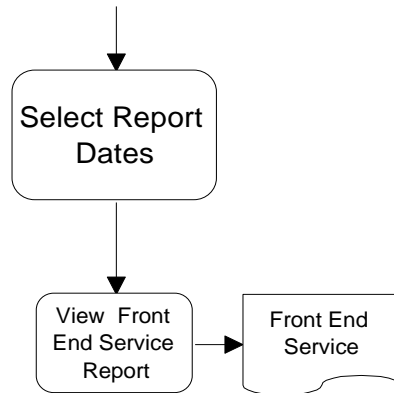 Select Report
Dates
View  Front
End Service
Report
Front End
Service